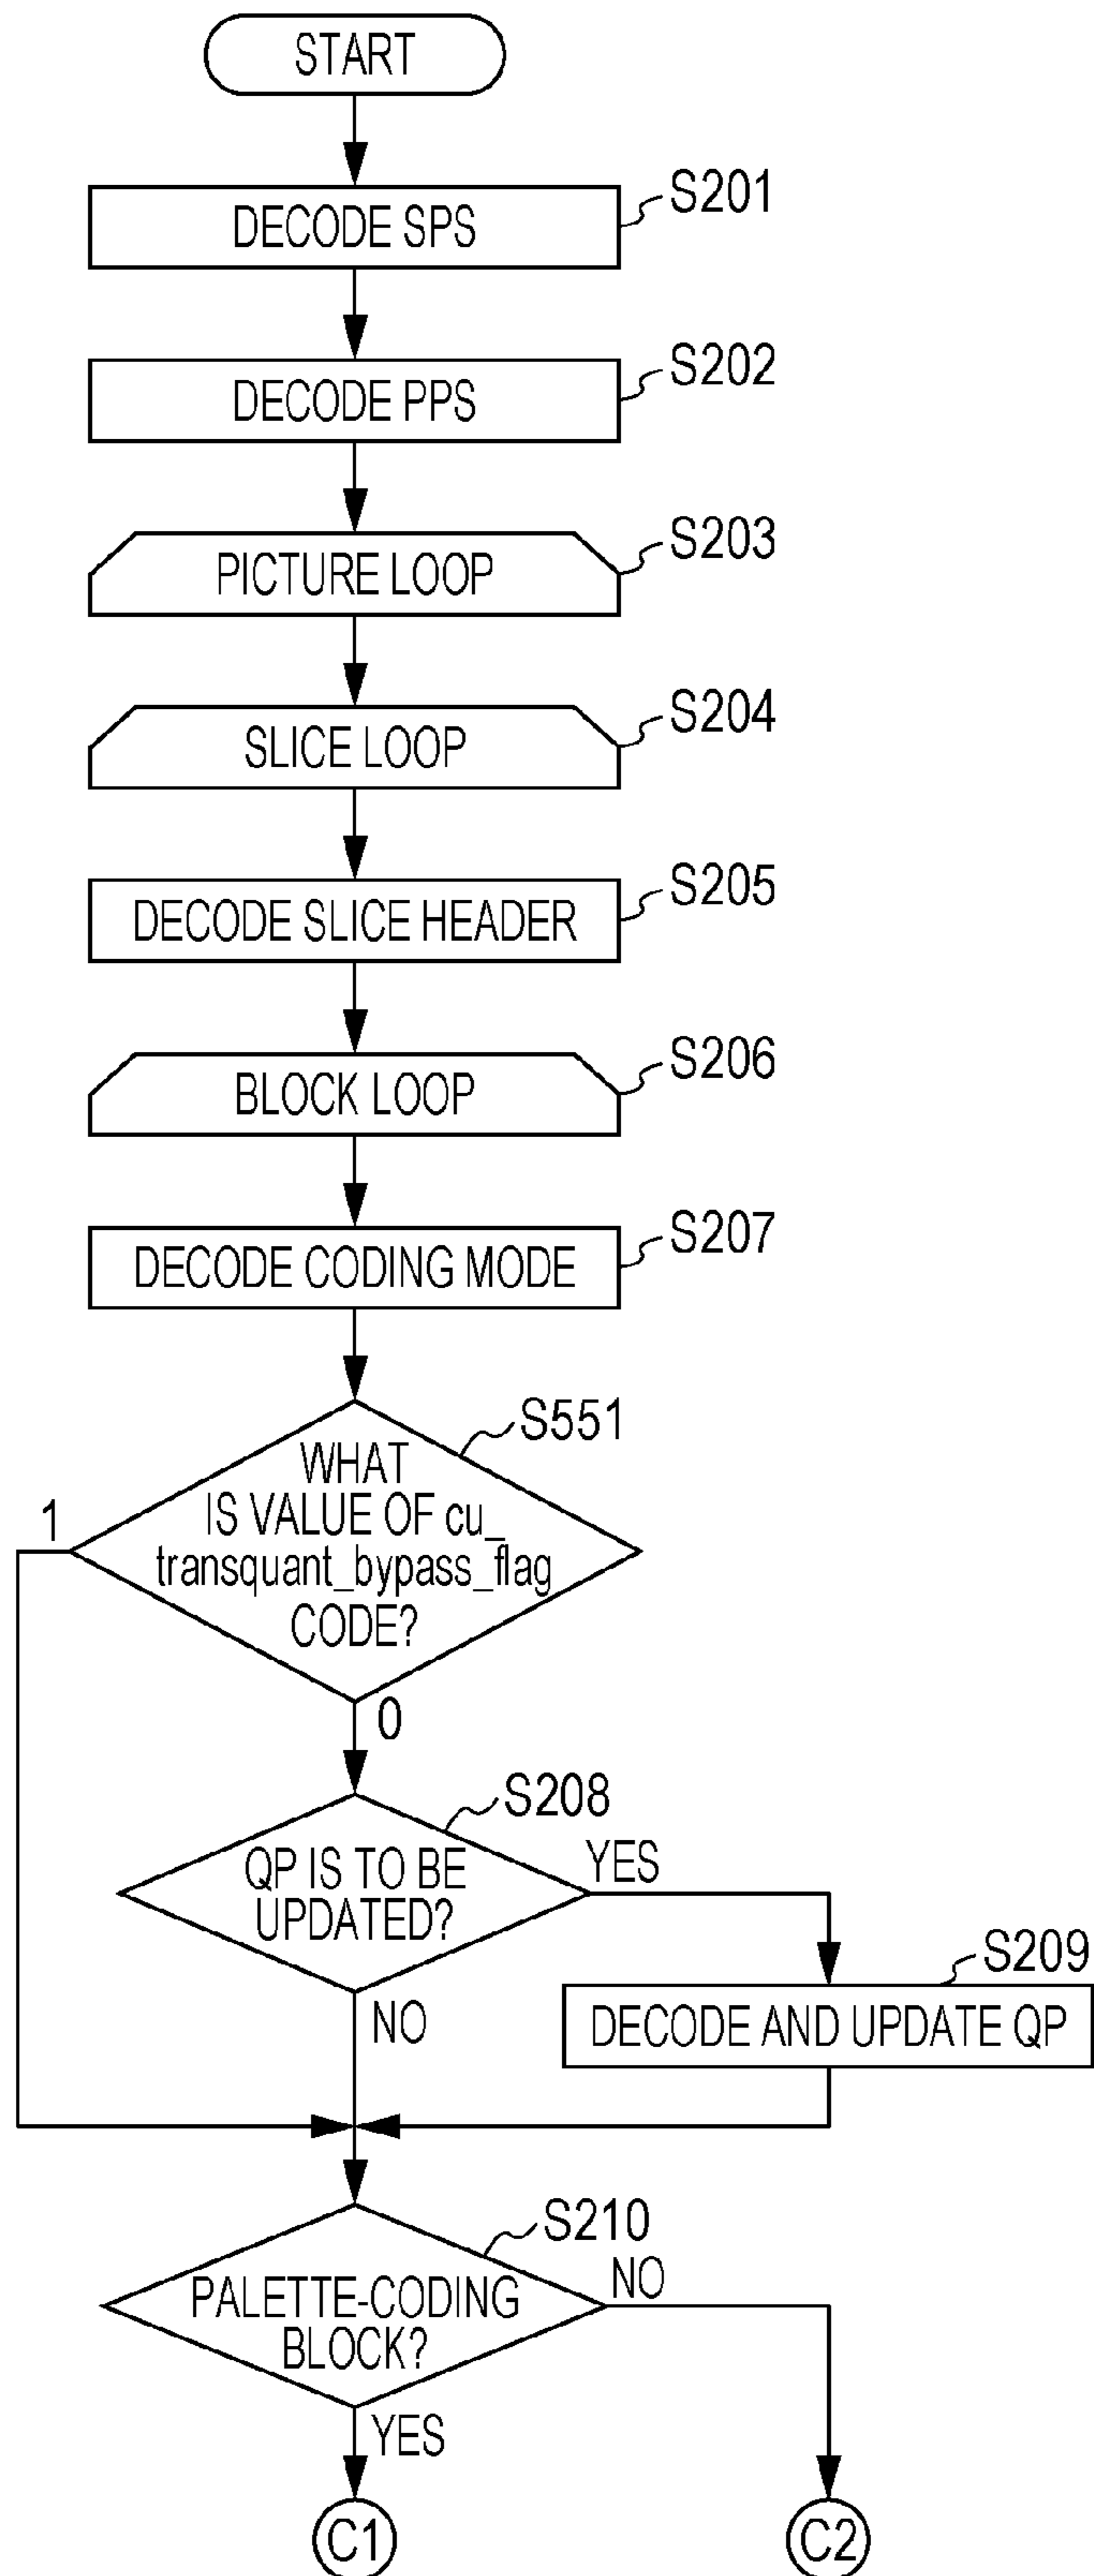 START
DECODE SPS
S201
DECODE PPS
S202
PICTURE LOOP
S203
SLICE LOOP
S204
DECODE SLICE HEADER
S205
BLOCK LOOP
S206
DECODE CODING MODE
S207
S551
WHAT
IS VALUE OF cu_
transquant_bypass_flag
CODE?
1
0
S208
QP IS TO BE
UPDATED?
YES
NO
S209
DECODE AND UPDATE QP
S210
PALETTE-CODING
BLOCK?
NO
YES
C1
C2